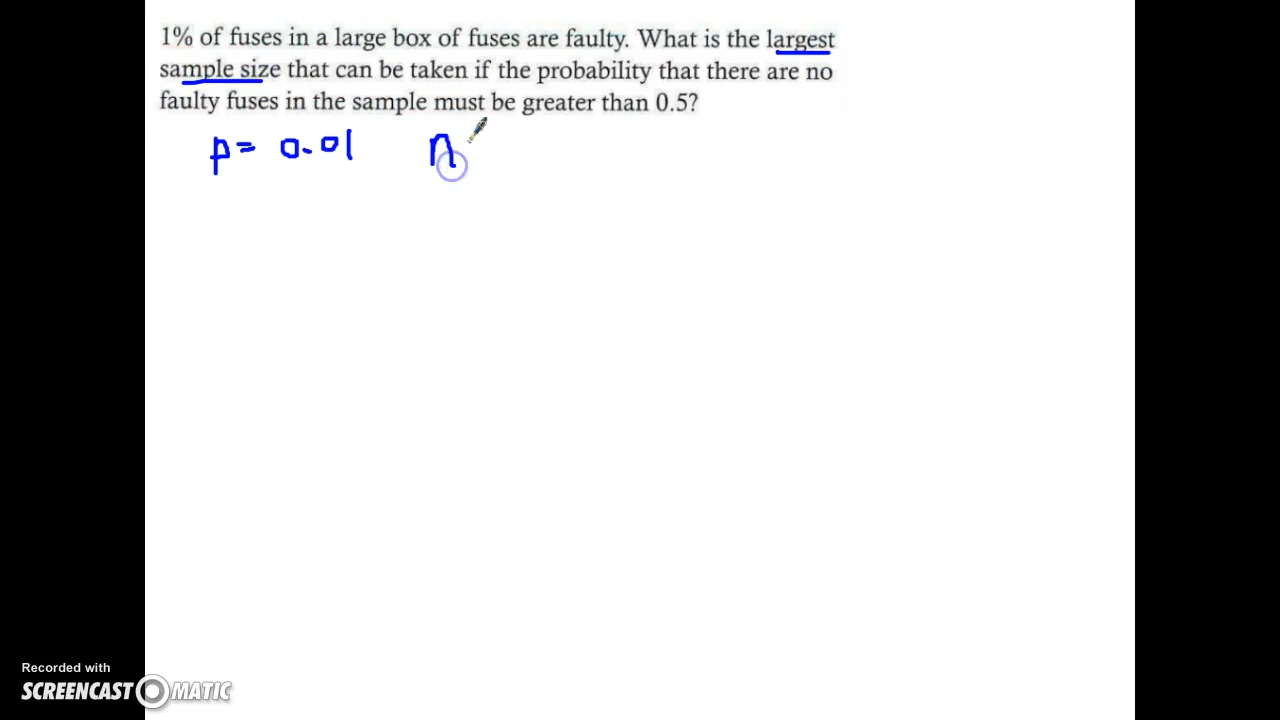 1% of fuses in a large box of fuses are faulty. What is the largest
sample size that can be taken if the probability that there are no
faulty fuses in the sample must be greater than 0.5?
p= 0.01 n
Recorded with
SCREENCAST MATIC